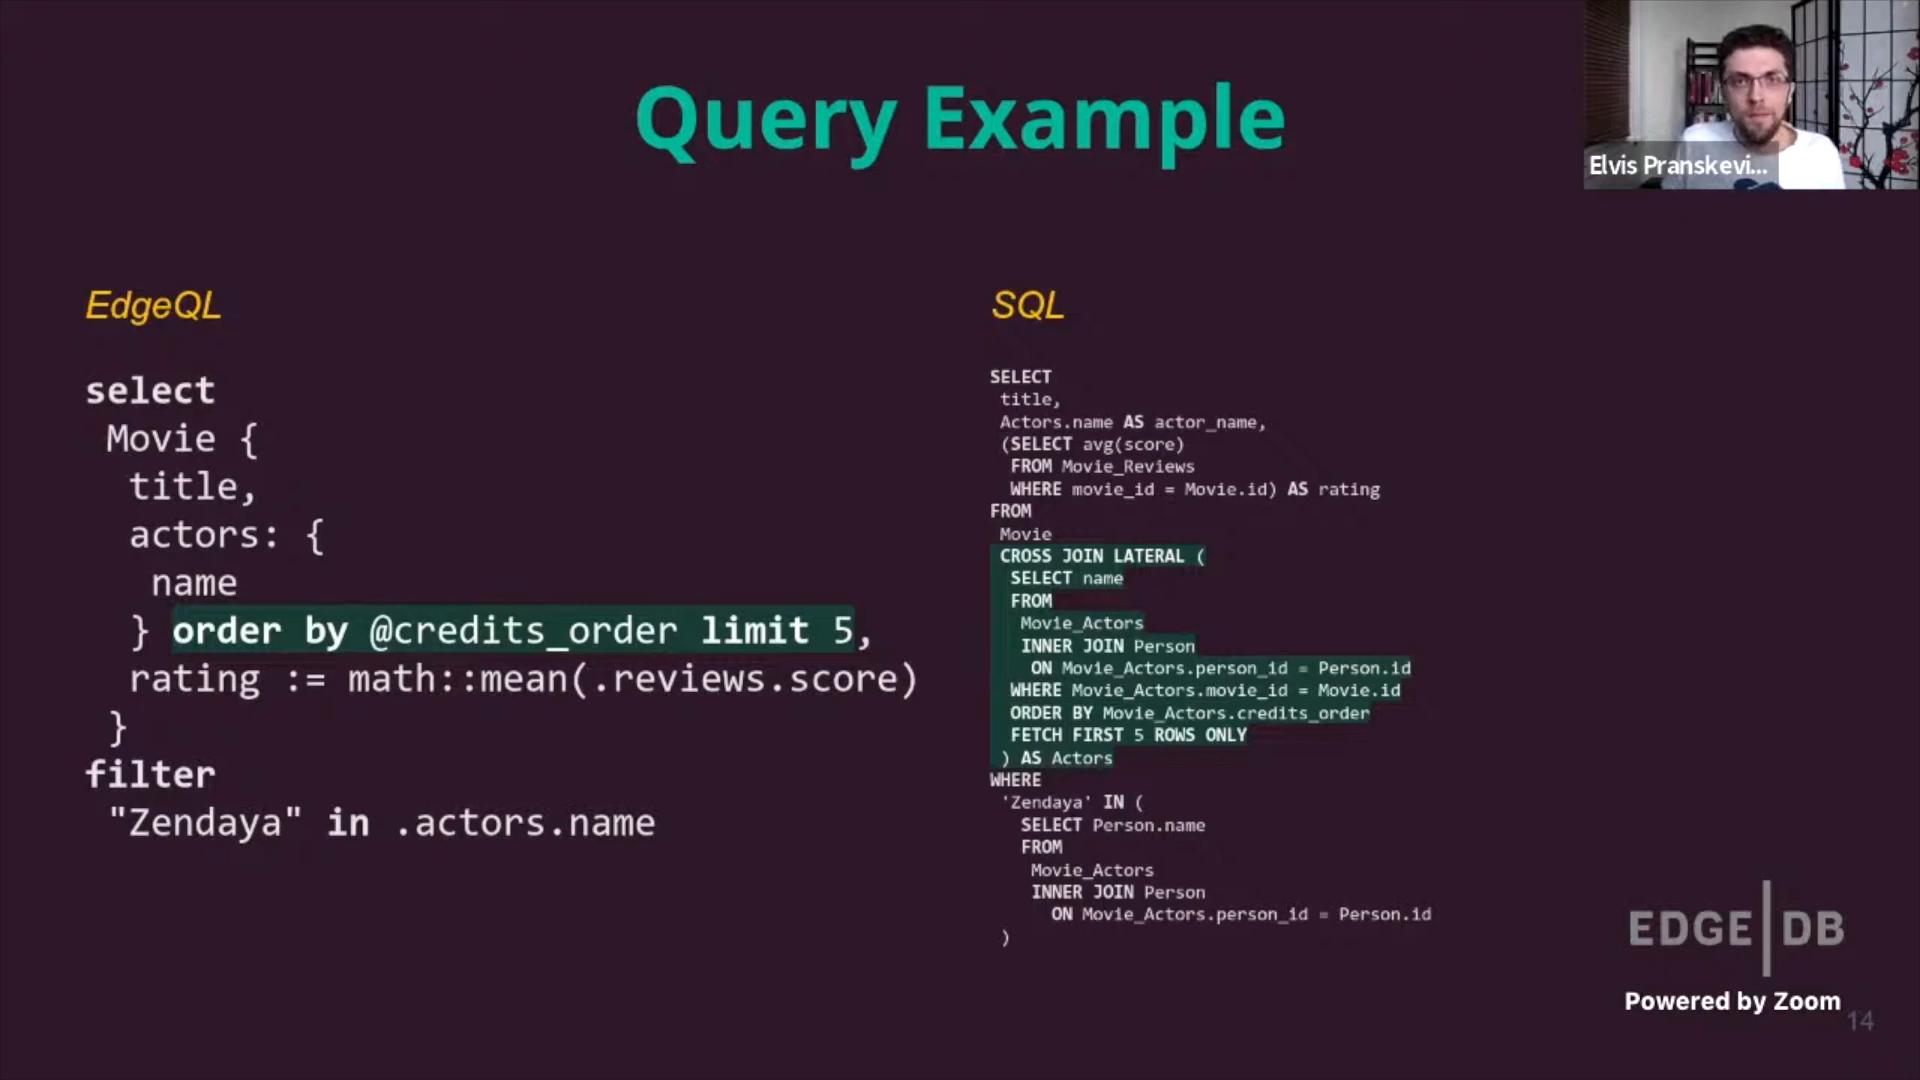 Query Example
Elvis Pranskevi...
EdgeQL
select
Movie {
title,
actors: {
name
} order by @credits_order limit 5,
rating := math::mean(.reviews.score)
}
filter
"Zendaya" in .actors.name
SQL
SELECT
title,
Actors.name AS actor_name,
(SELECT avg(score)
FROM Movie_Reviews
WHERE movie_id = Movie.id) AS rating
FROM
Movie
CROSS JOIN LATERAL (
SELECT name
FROM
Movie_Actors
INNER JOIN Person
ON Movie_Actors.person_id = Person.id
WHERE Movie_Actors.movie_id = Movie.id
ORDER BY Movie_Actors.credits_order
FETCH FIRST 5 ROWS ONLY
) AS Actors
WHERE
'Zendaya' IN (
SELECT Person.name
FROM
Movie_Actors
INNER JOIN Person
ON Movie_Actors.person_id = Person.id
)
EDGE|DB
Powered by Zoom
14